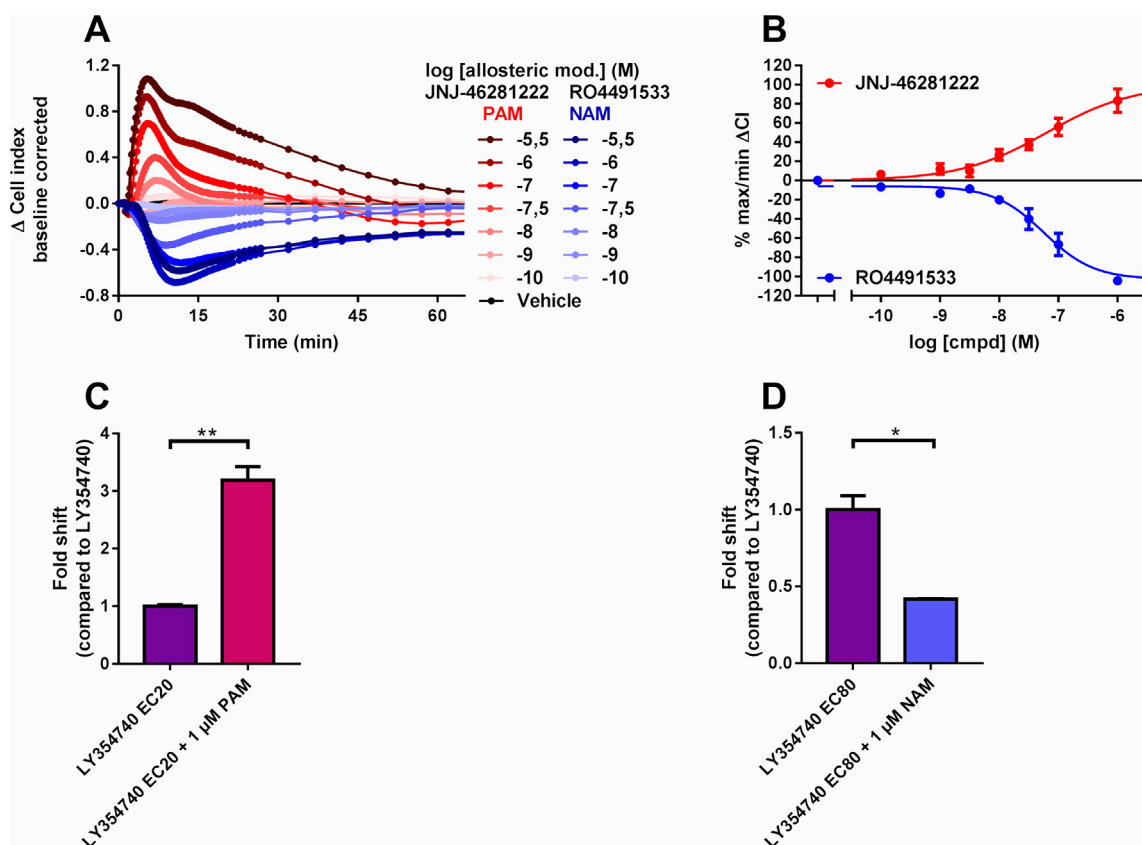 A
Δ Cell index
baseline corrected
1.2
0.8
0.4
0.0
-0.4
-0.8
0
15
30
45
60
Time (min)
log [allosteric mod.] (M)
JNJ-46281222 RO4491533
PAM NAM
-5,5 -5,5
-6 -6
-7 -7
-7,5 -7,5
-8 -8
-9 -9
-10 -10
Vehicle
B
% max/min ΔCI
120
100
80
60
40
20
0
-20
-40
-60
-80
-100
-120
JNJ-46281222
RO4491533
-10
-9
-8
-7
-6
log [cmpd] (M)
C
Fold shift
(compared to LY354740)
4
3
2
1
0
**
LY354740 EC20
LY354740 EC20 + 1 µM PAM
D
Fold shift
(compared to LY354740)
1.5
1.0
0.5
0.0
*
LY354740 EC80
LY354740 EC80 + 1 µM NAM